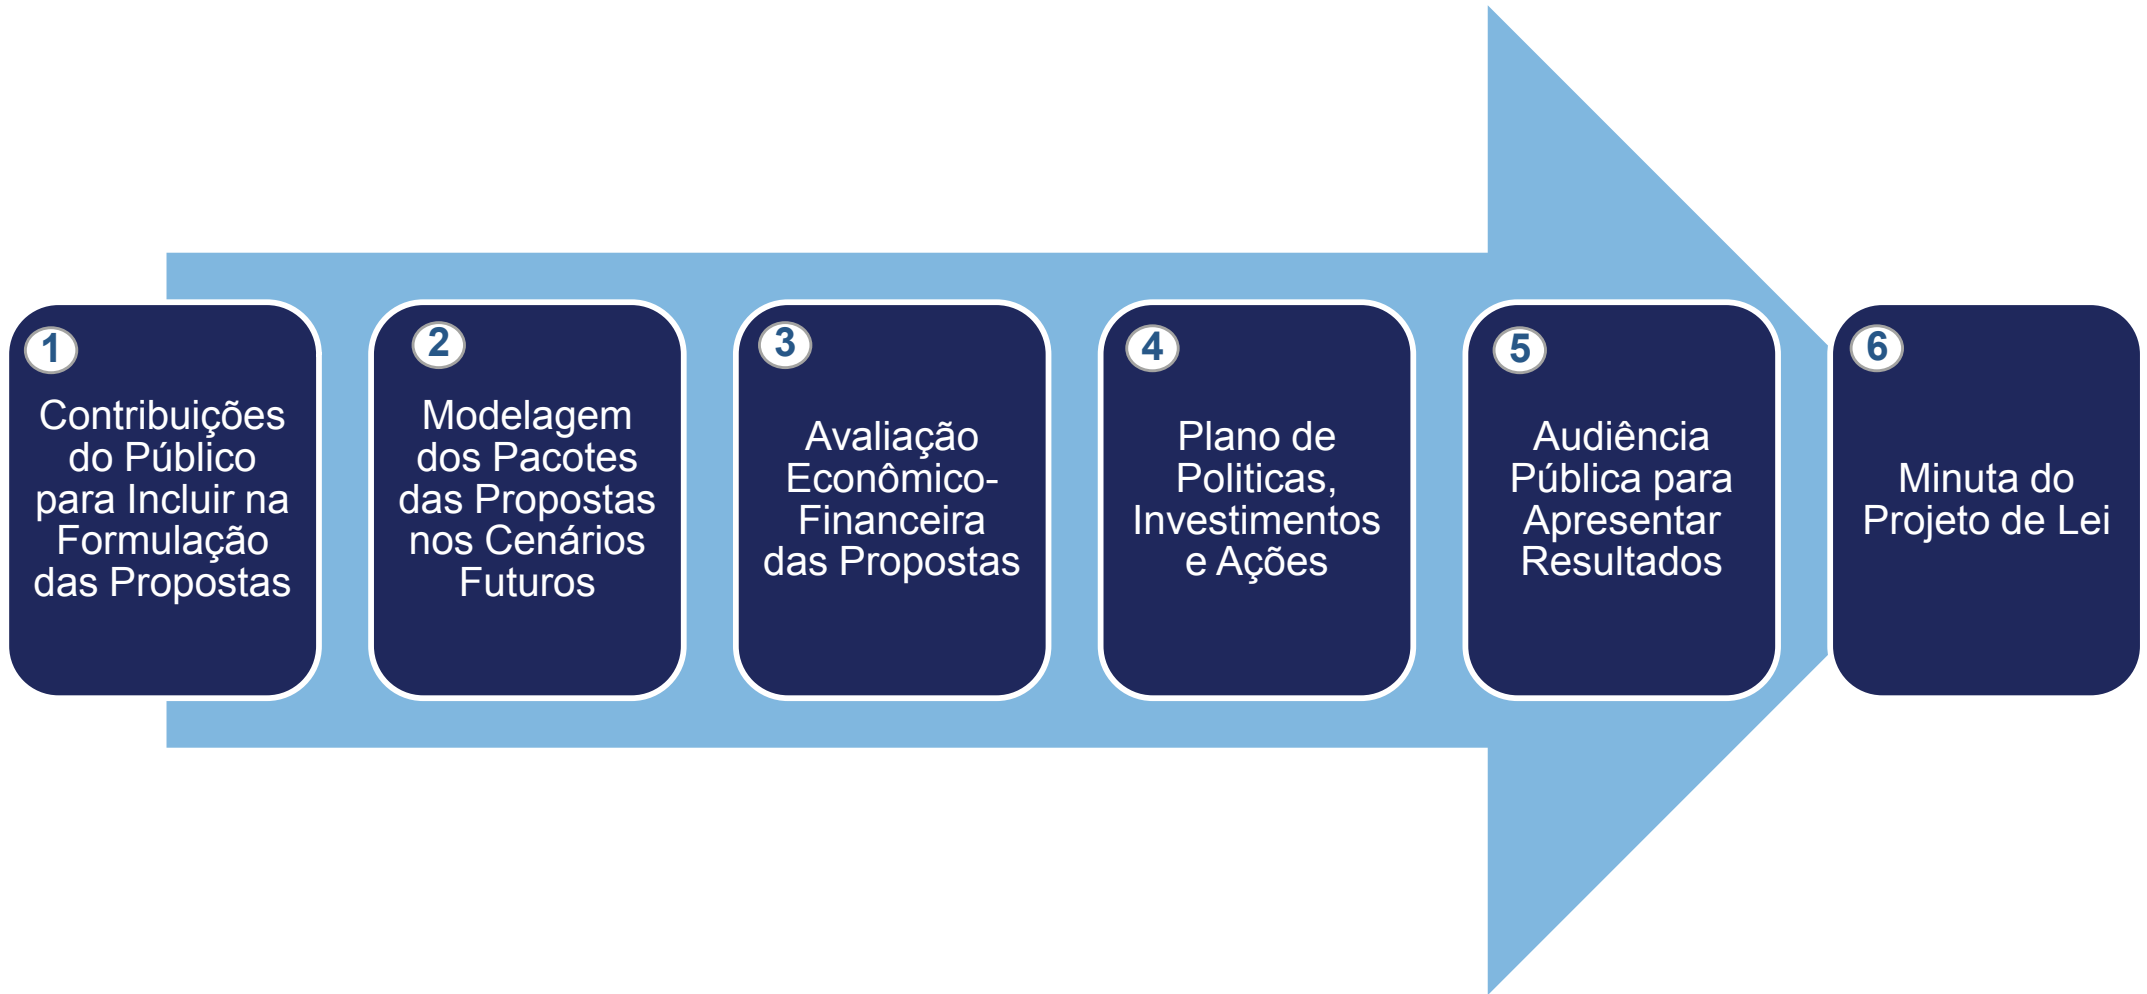 1
Contribuições
do Público
para Incluir na
Formulação
das Propostas
2
Modelagem
dos Pacotes
das Propostas
nos Cenários
Futuros
3
Avaliação
Econômico-
Financeira
das Propostas
4
Plano de
Politicas,
Investimentos
e Ações
5
Audiência
Pública para
Apresentar
Resultados
6
Minuta do
Projeto de Lei